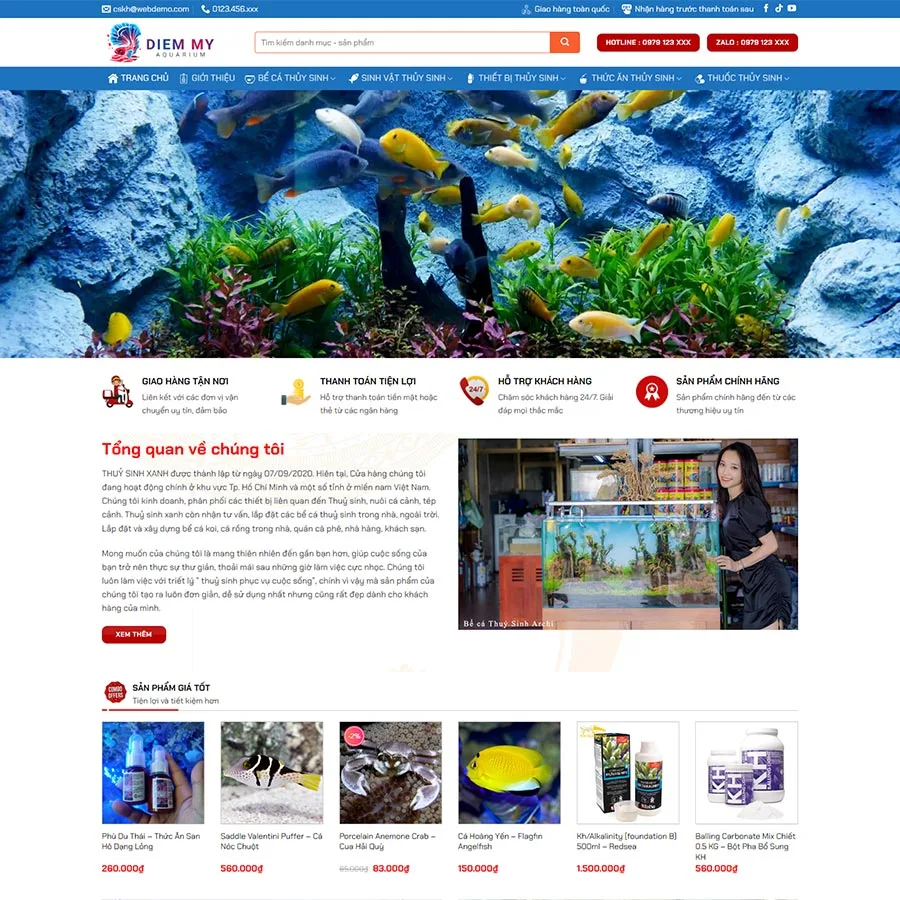 cskh@webdemo.com
0123.456.xxx
Giao hàng toàn quốc
Nhận hàng trước thanh toán sau
DIEM MY
AQUARIUM
Tìm kiếm danh mục - sản phẩm
HOTLINE : 0979 123 XXX
ZALO : 0979 123 XXX
TRANG CHỦ
GIỚI THIỆU
BỂ CÁ THỦY SINH
SINH VẬT THỦY SINH
THIẾT BỊ THỦY SINH
THỨC ĂN THỦY SINH
THUỐC THỦY SINH
GIAO HÀNG TẬN NƠI
Liên kết với các đơn vị vận
chuyển uy tín, đảm bảo
THANH TOÁN TIỆN LỢI
Hỗ trợ thanh toán tiền mặt hoặc
thẻ từ các ngân hàng
24/7
HỖ TRỢ KHÁCH HÀNG
Chăm sóc khách hàng 24/7. Giải
đáp mọi thắc mắc
SẢN PHẨM CHÍNH HÃNG
Sản phẩm chính hãng đến từ các
thương hiệu uy tín
Tổng quan về chúng tôi
THUỶ SINH XANH được thành lập từ ngày 07/09/2020. Hiện tại, Cửa hàng chúng tôi
đang hoạt động chính ở khu vực Tp. Hồ Chí Minh và một số tỉnh ở miền nam Việt Nam.
Chúng tôi kinh doanh, phân phối các thiết bị liên quan đến Thuỷ sinh, nuôi cá cảnh, tép
cảnh. Thuỷ sinh xanh còn nhận tư vấn, lắp đặt các bể cá thuỷ sinh trong nhà, ngoài trời.
Lắp đặt và xây dựng bể cá koi, cá rồng trong nhà, quán cà phê, nhà hàng, khách sạn.
Mong muốn của chúng tôi là mang thiên nhiên đến gần bạn hơn, giúp cuộc sống của
bạn trở nên thực sự thư giãn, thoải mái sau những giờ làm việc cực nhọc. Chúng tôi
luôn làm việc với triết lý " thuỷ sinh phục vụ cuộc sống", chính vì vậy mà sản phẩm của
chúng tôi tạo ra luôn đơn giản, dễ sử dụng nhất nhưng cũng rất đẹp dành cho khách
hàng của mình.
XEM THÊM
Bể cá Thuỷ Sinh Archi
COMBO
OFFERS
SẢN PHẨM GIÁ TỐT
Tiện lợi và tiết kiệm hơn
-2%
KH
KH
KH
Phù Du Thái – Thức Ăn San
Hô Dạng Lỏng
260.000₫
Saddle Valentini Puffer – Cá
Nóc Chuột
560.000₫
Porcelain Anemone Crab –
Cua Hải Quỳ
85.000₫ 83.000₫
Cá Hoàng Yến – Flagfin
Angelfish
150.000₫
Kh/Alkalinity (foundation B)
500ml – Redsea
1.500.000₫
Balling Carbonate Mix Chiết
0.5 KG – Bột Pha Bổ Sung
KH
560.000₫